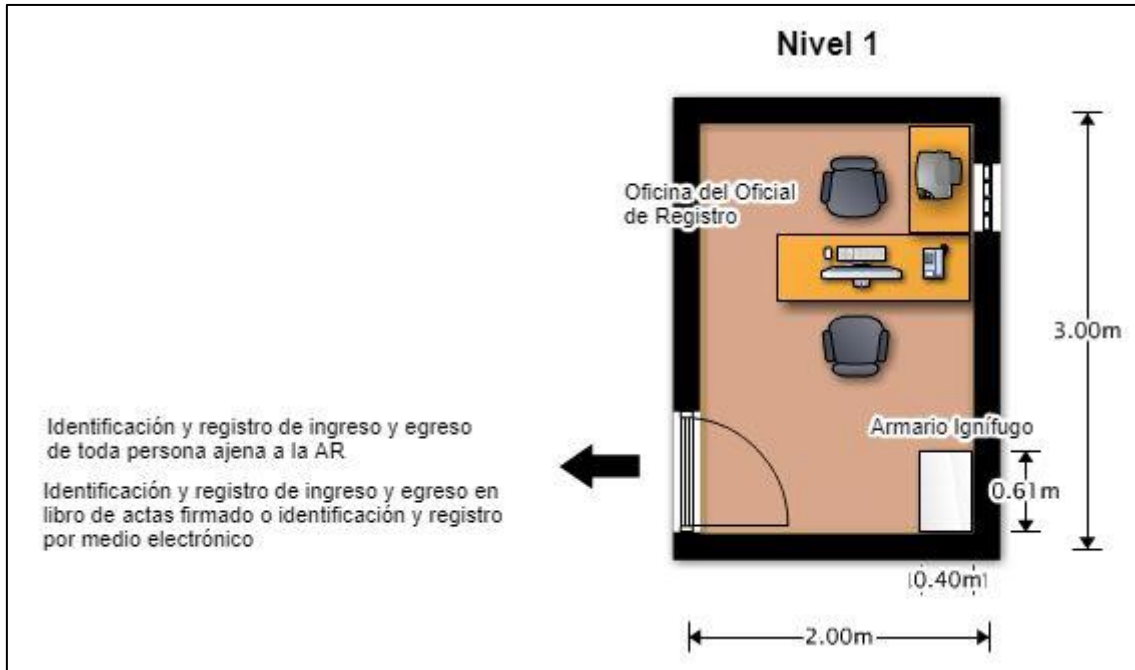 Nivel 1
Oficina del Oficial
de Registro
3.00m
Identificación y registro de ingreso y egreso
de toda persona ajena a la AR
Identificación y registro de ingreso y egreso en
libro de actas firmado o identificación y registro
por medio electrónico
Armario Ignífugo
0.61m
0.40m
2.00m